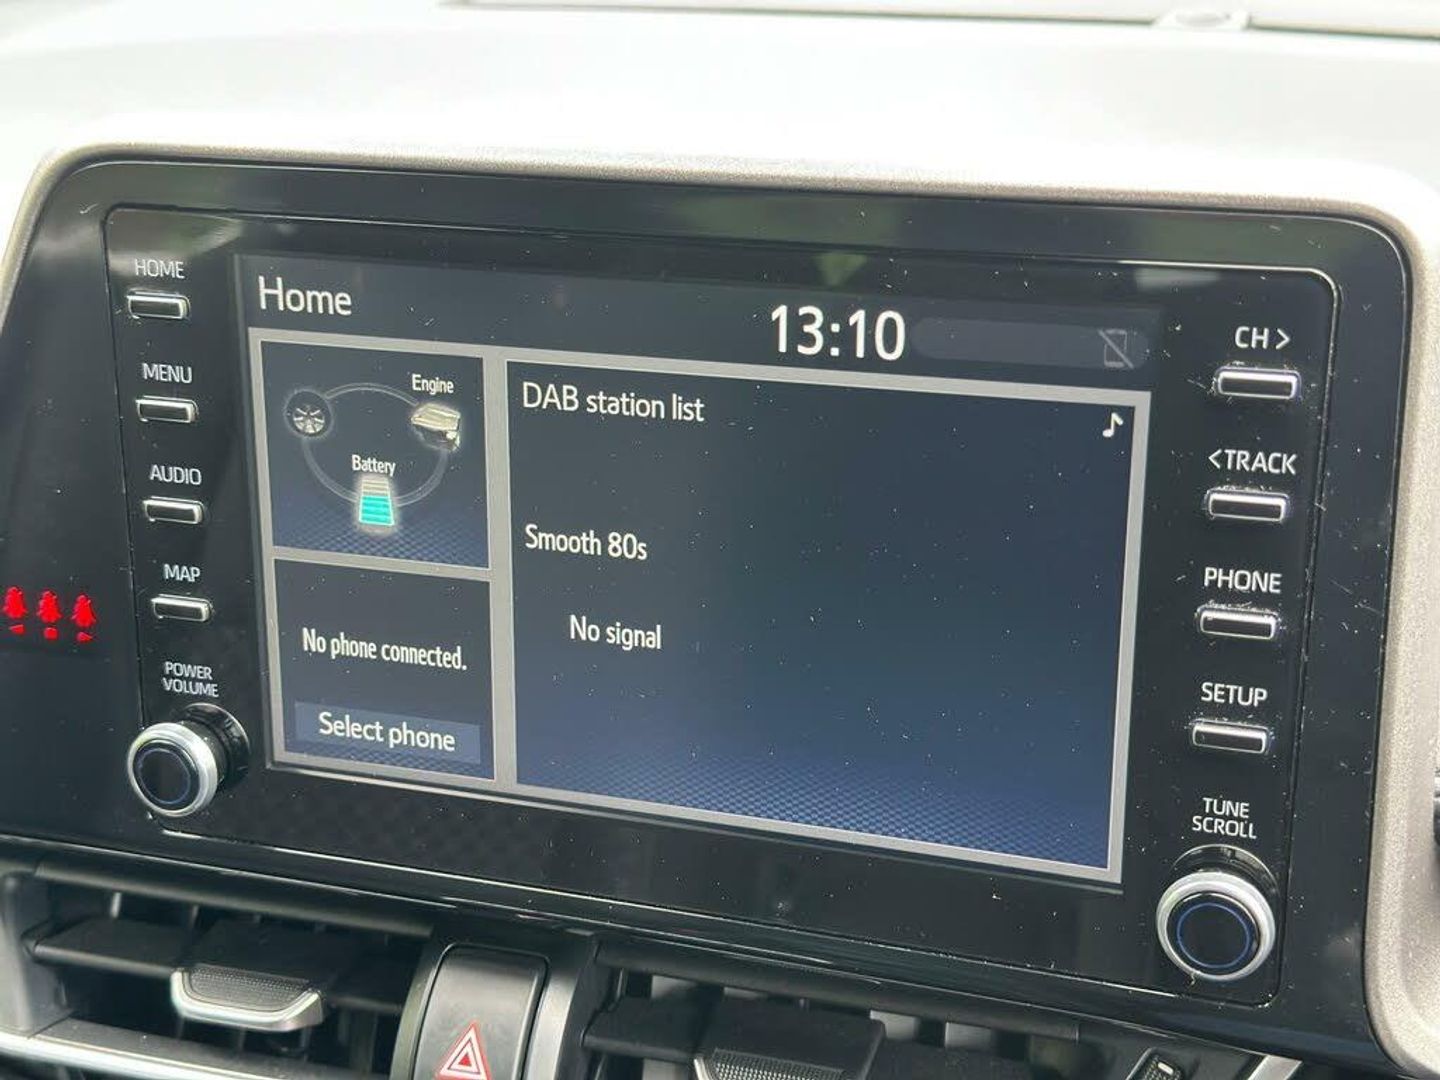 HOME
MENU
AUDIO
MAP
POWER
VOLUME
Home
13:10
Engine
Battery
No phone connected.
Select phone
DAB station list
Smooth 80s
No signal
CH >
<TRACK
PHONE
SETUP
TUNE
SCROLL